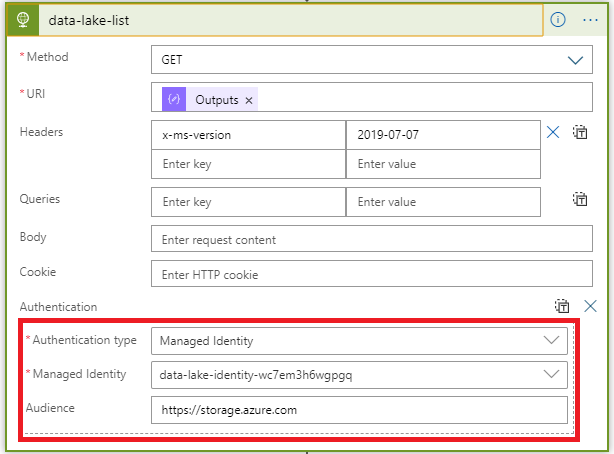 data-lake-list
* Method
GET
* URI
Outputs ×
Headers
x-ms-version
2019-07-07
Enter key
Enter value
Queries
Enter key
Enter value
Body
Enter request content
Cookie
Enter HTTP cookie
Authentication
* Authentication type
Managed Identity
* Managed Identity
data-lake-identity-wc7em3h6wgpgq
Audience
https://storage.azure.com